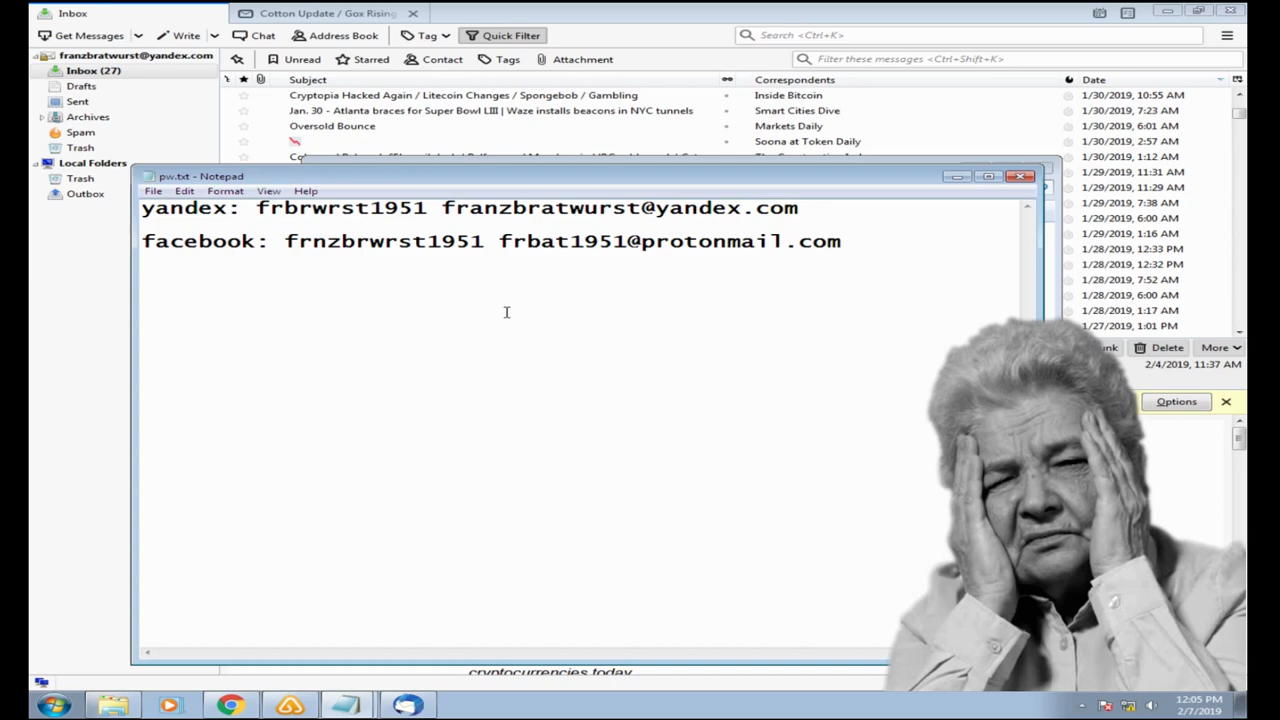 Inbox
Cotton Update / Gox Rising
Get Messages Write Chat Address Book Tag Quick Filter Search <Ctrl+K>
franzbratwurst@yandex.com Unread Starred Contact Tags Attachment Filter these messages <Ctrl+Shift+K>
Inbox (27)
Drafts
Sent
Archives
Spam
Trash
Local Folders
Trash
Outbox
Subject Correspondents Date
Cryptopia Hacked Again / Litecoin Changes / Spongebob / Gambling Inside Bitcoin 1/30/2019, 10:55 AM
Jan. 30 - Atlanta braces for Super Bowl LIII | Waze installs beacons in NYC tunnels Smart Cities Dive 1/30/2019, 7:23 AM
Oversold Bounce Markets Daily 1/30/2019, 6:01 AM
Soona at Token Daily 1/30/2019, 2:57 AM
1/30/2019, 1:12 AM
1/29/2019, 11:31 AM
1/29/2019, 11:29 AM
1/29/2019, 7:38 AM
1/29/2019, 6:00 AM
1/29/2019, 1:16 AM
1/28/2019, 12:33 PM
1/28/2019, 12:32 PM
1/28/2019, 7:52 AM
1/28/2019, 6:00 AM
1/28/2019, 1:17 AM
1/27/2019, 1:01 PM
pw.txt - Notepad
File Edit Format View Help
yandex: frbrwrst1951 franzbratwurst@yandex.com
facebook: frnzbrwrst1951 frbat1951@protonmail.com
Delete More
2/4/2019, 11:37 AM
Options
cryptocurrencies today
12:05 PM
2/7/2019